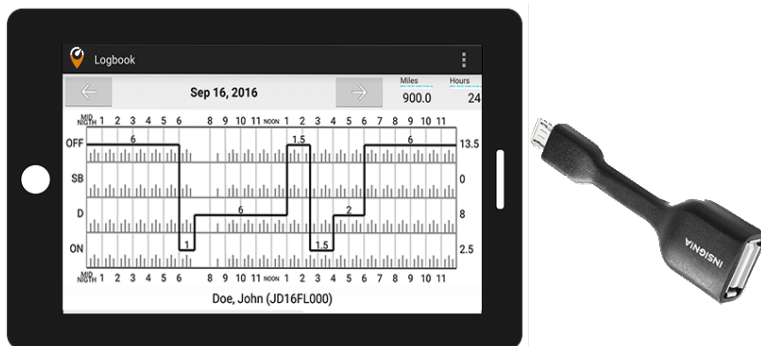 Logbook
Sep 16, 2016
Miles
900.0
Hours
24
MID NIGTH 1 2 3 4 5 6 8 9 10 11 NOON 1 2 3 4 5 6 7 8 9 10 11
OFF 6 1.5 6 13.5
SB 0
D 6 2 8
ON 1 1.5 2.5
MID NIGTH 1 2 3 4 5 6 8 9 10 11 NOON 1 2 3 4 5 6 7 8 9 10 11
Doe, John (JD16FL000)
INSIGNIA